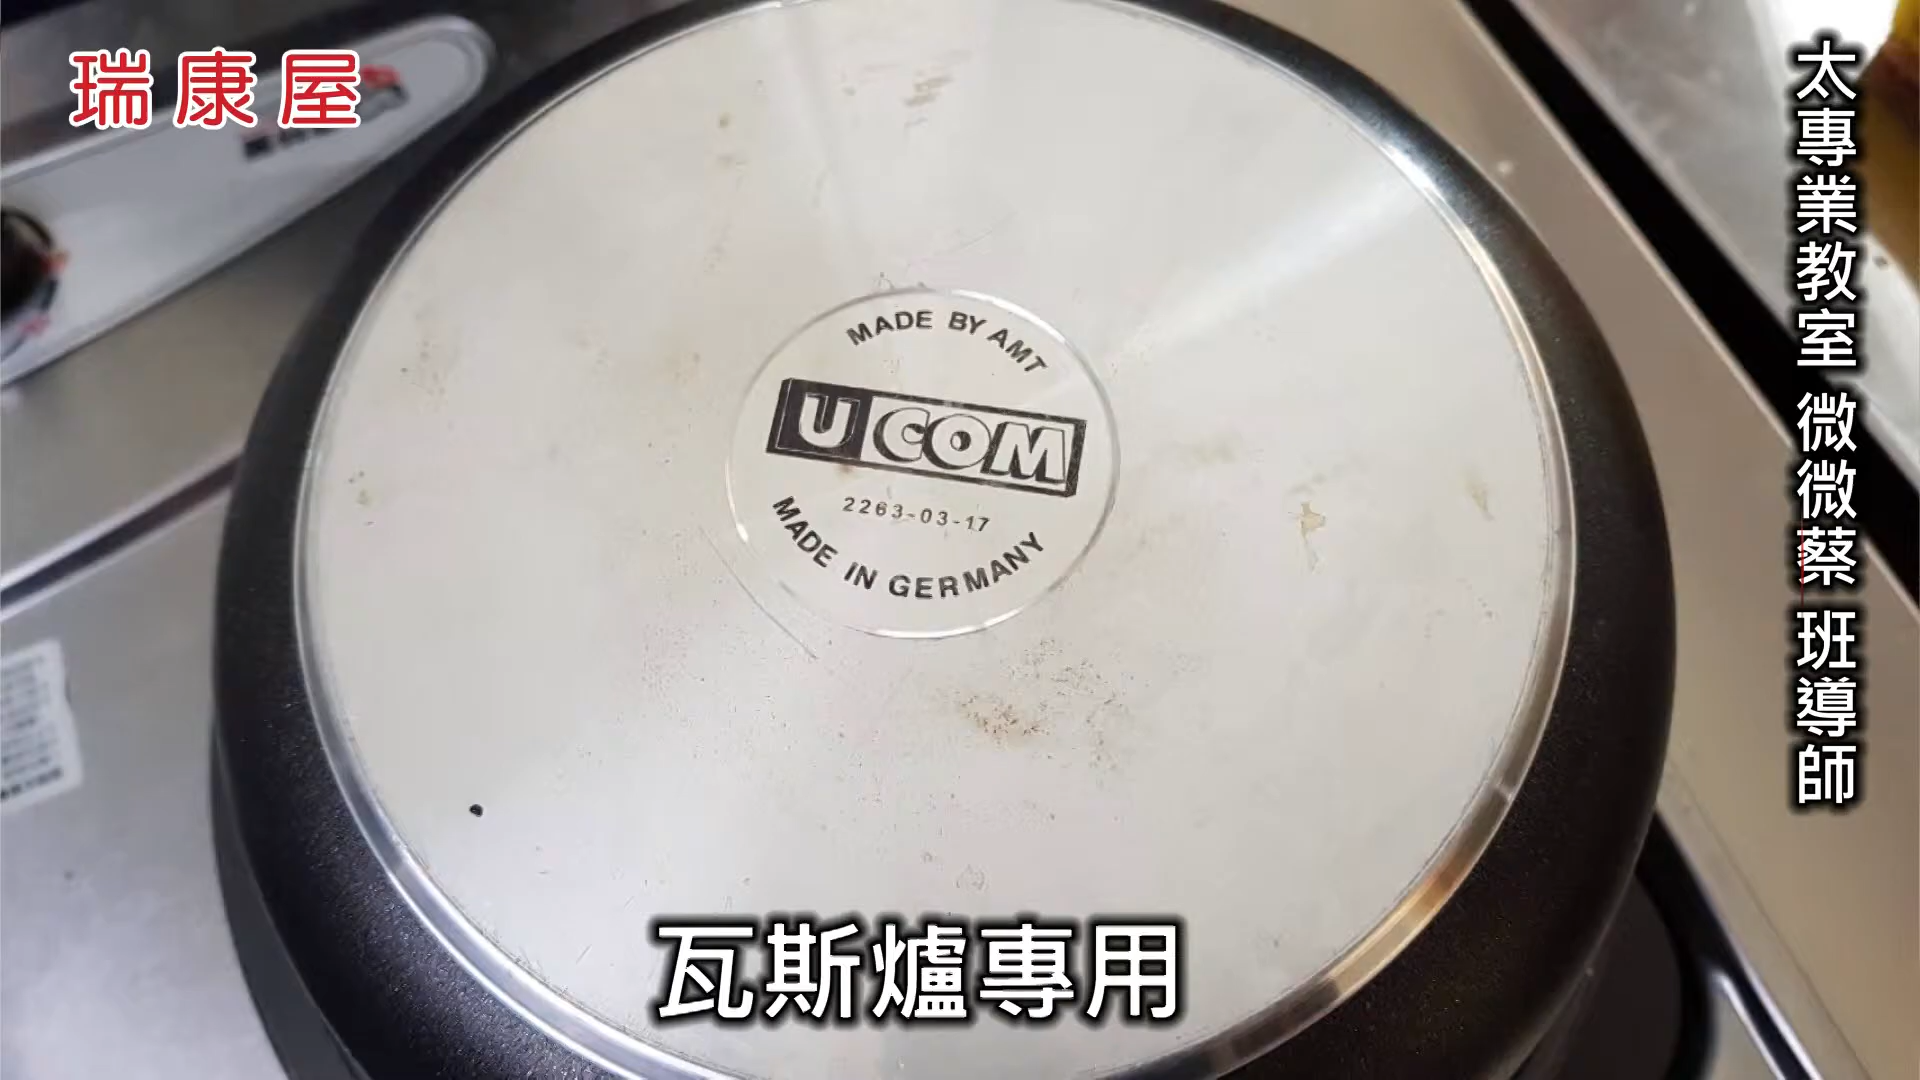 瑞康屋
太專業教室 微微蔡 班導師
MADE BY AMT
UCOM
2263-03-17
MADE IN GERMANY
瓦斯爐專用